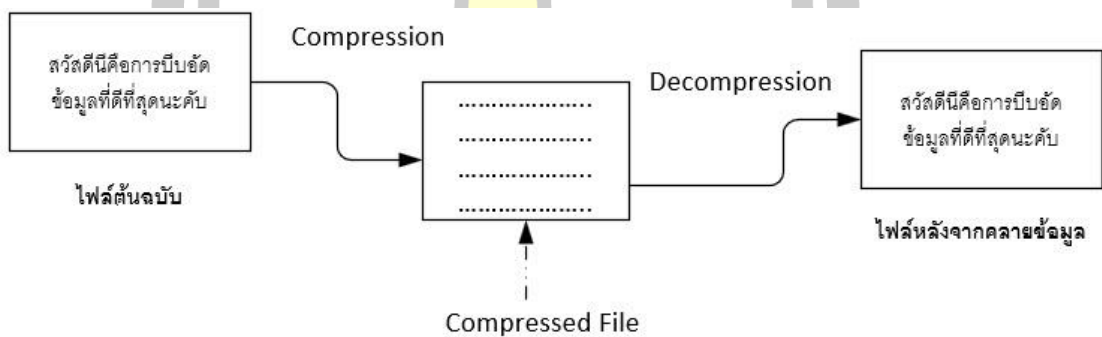 Compression
สวัสดีนี่คือการบีบอัด
ข้อมูลที่ดีที่สุดนะคับ
ไฟล์ต้นฉบับ
………………..
………………..
………………..
………………..
Compressed File
Decompression
สวัสดีนี่คือการบีบอัด
ข้อมูลที่ดีที่สุดนะคับ
ไฟล์หลังจากคลายข้อมูล